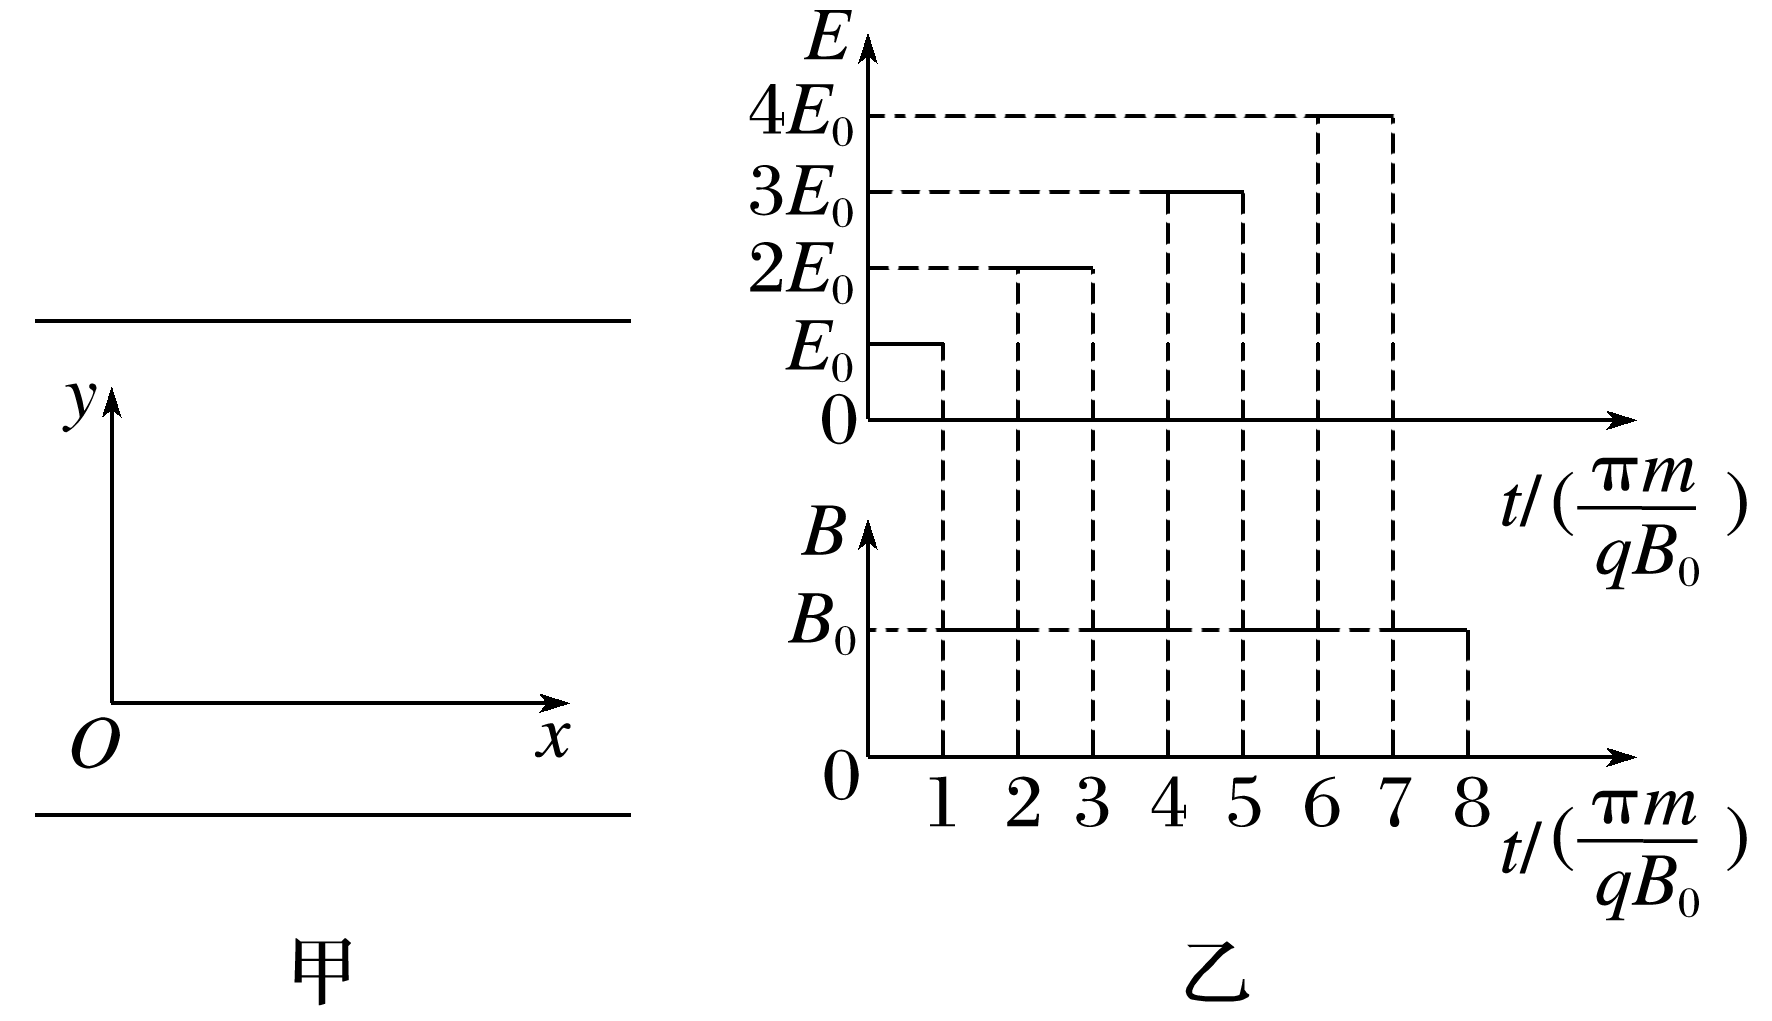 y
O
x
甲
E
4E₀
3E₀
2E₀
E₀
0
t/(πm/qB₀)
B
B₀
0
1 2 3 4 5 6 7 8
t/(πm/qB₀)
乙